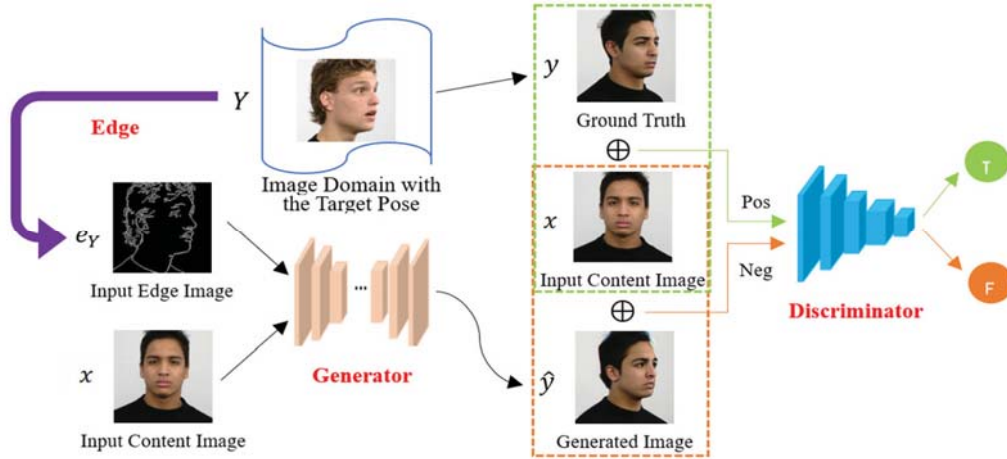 Y
Edge
Image Domain with
the Target Pose
e_Y
Input Edge Image
x
Input Content Image
...
Generator
y
Ground Truth
⊕
x
Input Content Image
⊕
ŷ
Generated Image
Pos
Neg
Discriminator
T
F